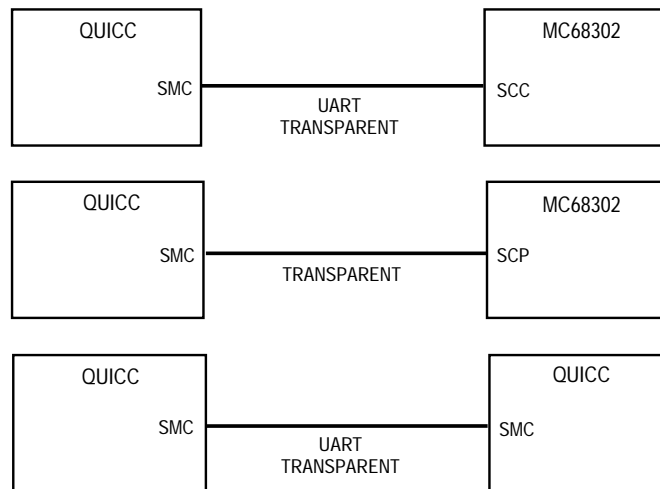 QUICC
MC68302
SMC
SCC
UART
TRANSPARENT
QUICC
MC68302
SMC
SCP
TRANSPARENT
QUICC
QUICC
SMC
SMC
UART
TRANSPARENT